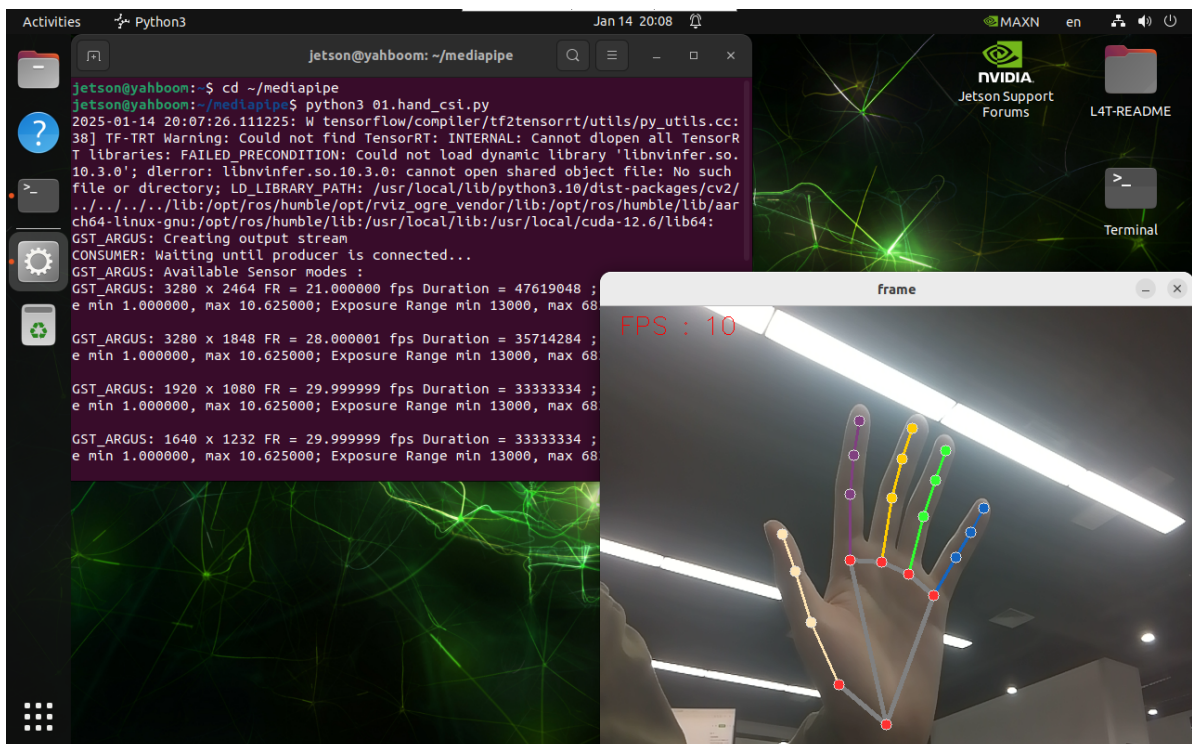 Activities
Python3
Jan 14 20:08
MAXN
en
jetson@yahboom: ~/mediapipe
jetson@yahboom:~$ cd ~/mediapipe
jetson@yahboom:~/mediapipe$ python3 01.hand_csi.py
2025-01-14 20:07:26.111225: W tensorflow/compiler/tf2tensorrt/utils/py_utils.cc:
38] TF-TRT Warning: Could not find TensorRT: INTERNAL: Cannot dlopen all TensorR
T libraries: FAILED_PRECONDITION: Could not load dynamic library 'libnvinfer.so.
10.3.0'; dlerror: libnvinfer.so.10.3.0: cannot open shared object file: No such
file or directory; LD_LIBRARY_PATH: /usr/local/lib/python3.10/dist-packages/cv2/
../../../../lib:/opt/ros/humble/opt/rviz_ogre_vendor/lib:/opt/ros/humble/lib/aar
ch64-linux-gnu:/opt/ros/humble/lib:/usr/local/lib:/usr/local/cuda-12.6/lib64:
GST_ARGUS: Creating output stream
CONSUMER: Waiting until producer is connected...
GST_ARGUS: Available Sensor modes :
GST_ARGUS: 3280 x 2464 FR = 21.000000 fps Duration = 47619048 ;
e min 1.000000, max 10.625000; Exposure Range min 13000, max 68
GST_ARGUS: 3280 x 1848 FR = 28.000001 fps Duration = 35714284 ;
e min 1.000000, max 10.625000; Exposure Range min 13000, max 68
GST_ARGUS: 1920 x 1080 FR = 29.999999 fps Duration = 33333334 ;
e min 1.000000, max 10.625000; Exposure Range min 13000, max 68
GST_ARGUS: 1640 x 1232 FR = 29.999999 fps Duration = 33333334 ;
e min 1.000000, max 10.625000; Exposure Range min 13000, max 68
NVIDIA.
Jetson Support
Forums
L4T-README
>_
Terminal
frame
FPS : 10